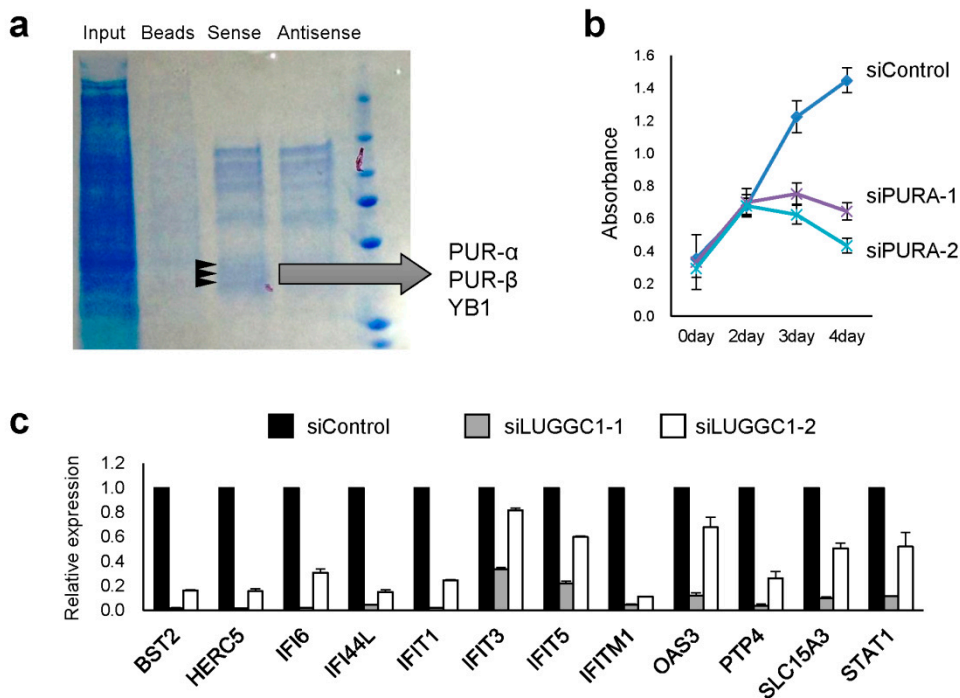 a
Input Beads Sense Antisense
PUR-α
PUR-β
YB1
b
Absorbance
1.6
1.4
1.2
1.0
0.8
0.6
0.4
0.2
0.0
0day 2day 3day 4day
siControl
siPURA-1
siPURA-2
c
siControl siLUGGC1-1 siLUGGC1-2
Relative expression
1.2
1.0
0.8
0.6
0.4
0.2
0.0
BST2 HERC5 IFI6 IFI44L IFIT1 IFIT3 IFIT5 IFITM1 OAS3 PTP4 SLC15A3 STAT1